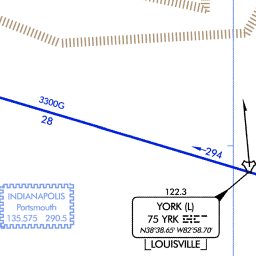 3300G
28
294
122.3
YORK (L)
75 YRK
N38°38.65' W82°58.70'
LOUISVILLE
INDIANAPOLIS
Portsmouth
135.575 290.5